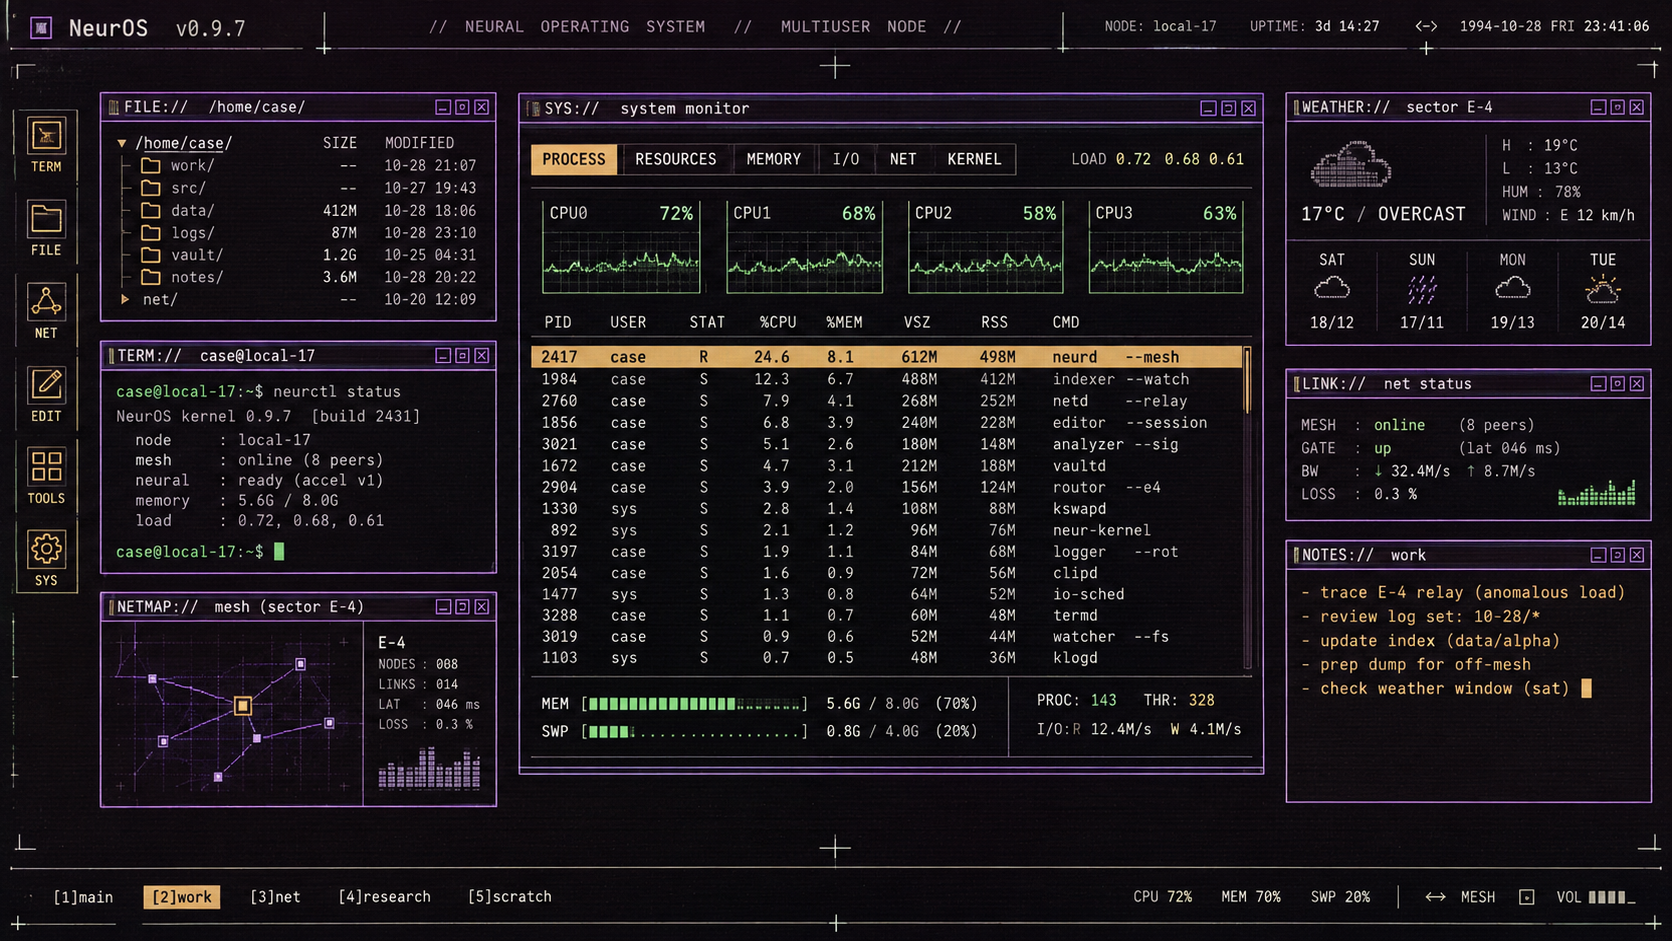 NeurOS v0.9.7
// NEURAL OPERATING SYSTEM // MULTIUSER NODE //
NODE: local-17 UPTIME: 3d 14:27 <-> 1994-10-28 FRI 23:41:06
TERM
FILE
NET
EDIT
TOOLS
SYS
FILE:// /home/case/
/home/case/ SIZE MODIFIED
work/ -- 10-28 21:07
src/ -- 10-27 19:43
data/ 412M 10-28 18:06
logs/ 87M 10-28 23:10
vault/ 1.2G 10-25 04:31
notes/ 3.6M 10-28 20:22
net/ -- 10-20 12:09
TERM:// case@local-17
case@local-17:~$ neurctl status
NeurOS kernel 0.9.7 [build 2431]
node : local-17
mesh : online (8 peers)
neural : ready (accel v1)
memory : 5.6G / 8.0G
load : 0.72, 0.68, 0.61
case@local-17:~$
NETMAP:// mesh (sector E-4)
E-4
NODES : 008
LINKS : 014
LAT : 046 ms
LOSS : 0.3 %
SYS:// system monitor
PROCESS RESOURCES MEMORY I/O NET KERNEL LOAD 0.72 0.68 0.61
CPU0 72% CPU1 68% CPU2 58% CPU3 63%
PID USER STAT %CPU %MEM VSZ RSS CMD
2417 case R 24.6 8.1 612M 498M neurd --mesh
1984 case S 12.3 6.7 488M 412M indexer --watch
2760 case S 7.9 4.1 268M 252M netd --relay
1856 case S 6.8 3.9 240M 228M editor --session
3021 case S 5.1 2.6 180M 148M analyzer --sig
1672 case S 4.7 3.1 212M 188M vaultd
2904 case S 3.9 2.0 156M 124M routor --e4
1330 sys S 2.8 1.4 108M 88M kswapd
892 sys S 2.1 1.2 96M 76M neur-kernel
3197 case S 1.9 1.1 84M 68M logger --rot
2054 case S 1.6 0.9 72M 56M clipd
1477 sys S 1.3 0.8 64M 52M io-sched
3288 case S 1.1 0.7 60M 48M termd
3019 case S 0.9 0.6 52M 44M watcher --fs
1103 sys S 0.7 0.5 48M 36M klogd
MEM [ ] 5.6G / 8.0G (70%)
SWP [ ] 0.8G / 4.0G (20%)
PROC: 143 THR: 328
I/O:R 12.4M/s W 4.1M/s
WEATHER:// sector E-4
H : 19°C
L : 13°C
HUM : 78%
WIND : E 12 km/h
17°C / OVERCAST
SAT SUN MON TUE
18/12 17/11 19/13 20/14
LINK:// net status
MESH : online (8 peers)
GATE : up (lat 046 ms)
BW : ↓ 32.4M/s ↑ 8.7M/s
LOSS : 0.3 %
NOTES:// work
- trace E-4 relay (anomalous load)
- review log set: 10-28/*
- update index (data/alpha)
- prep dump for off-mesh
- check weather window (sat)
[1]main [2]work [3]net [4]research [5]scratch
CPU 72% MEM 70% SWP 20% ↔ MESH VOL